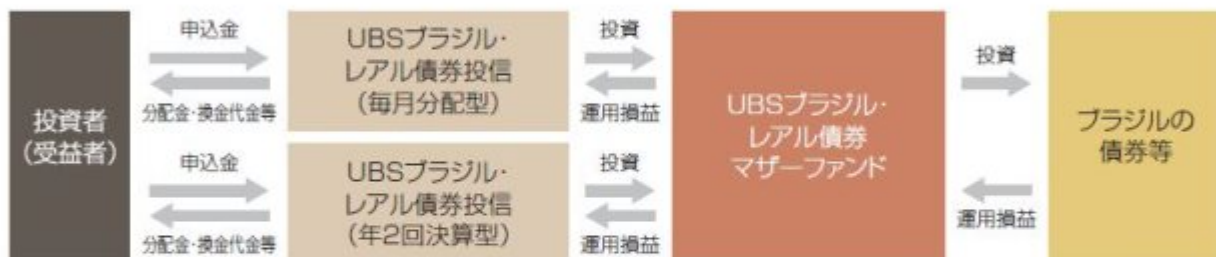 投資者
(受益者)
申込金
分配金・換金代金等
申込金
分配金・換金代金等
UBSブラジル・
レアル債券投信
(毎月分配型)
UBSブラジル・
レアル債券投信
(年2回決算型)
投資
運用損益
投資
運用損益
UBSブラジル・
レアル債券
マザーファンド
投資
運用損益
ブラジルの
債券等